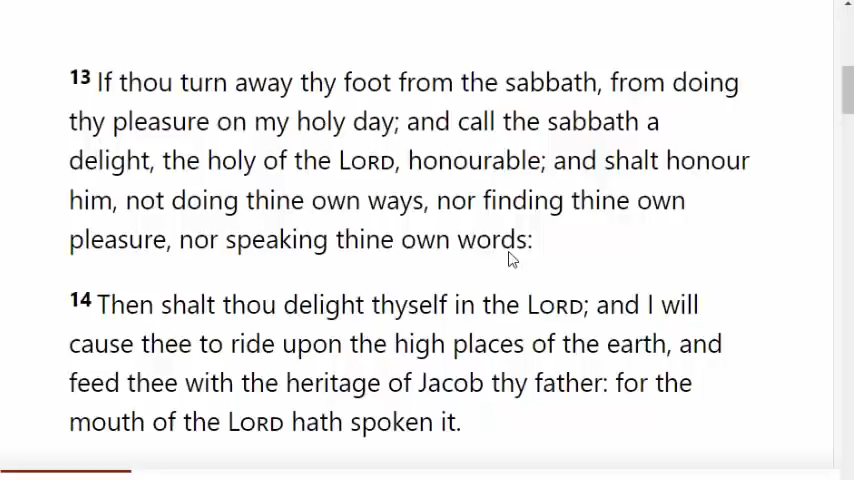 13 If thou turn away thy foot from the sabbath, from doing
thy pleasure on my holy day; and call the sabbath a
delight, the holy of the LORD, honourable; and shalt honour
him, not doing thine own ways, nor finding thine own
pleasure, nor speaking thine own words:
14 Then shalt thou delight thyself in the LORD; and I will
cause thee to ride upon the high places of the earth, and
feed thee with the heritage of Jacob thy father: for the
mouth of the LORD hath spoken it.